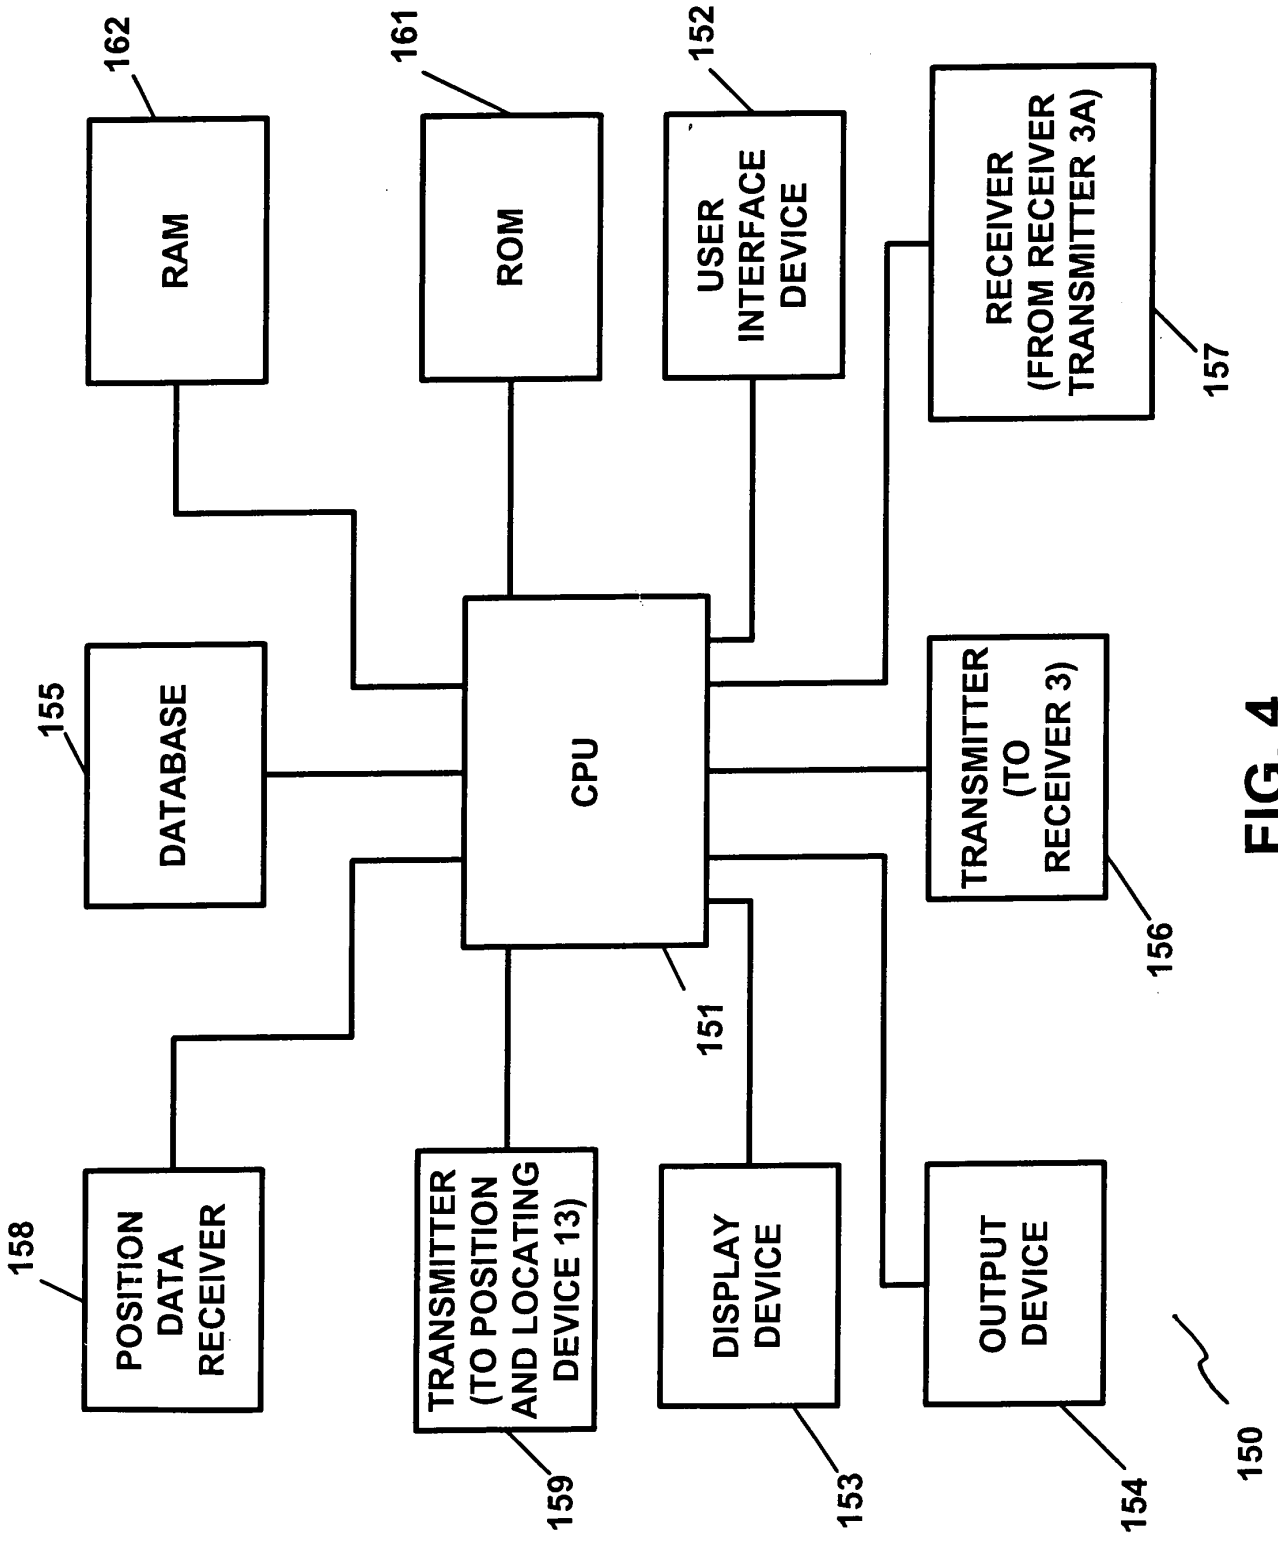 158
POSITION
DATA
RECEIVER
155
DATABASE
162
RAM
159
TRANSMITTER
(TO POSITION
AND LOCATING
DEVICE 13)
151
CPU
161
ROM
153
DISPLAY
DEVICE
152
USER
INTERFACE
DEVICE
154
OUTPUT
DEVICE
156
TRANSMITTER
(TO
RECEIVER 3)
157
RECEIVER
(FROM RECEIVER
TRANSMITTER 3A)
150
FIG. 4